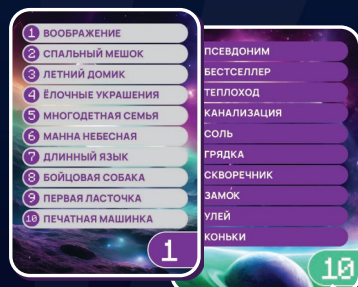 1 ВООБРАЖЕНИЕ
2 СПАЛЬНЫЙ МЕШОК
3 ЛЕТНИЙ ДОМИК
4 ЁЛОЧНЫЕ УКРАШЕНИЯ
5 МНОГОДЕТНАЯ СЕМЬЯ
6 МАННА НЕБЕСНАЯ
7 ДЛИННЫЙ ЯЗЫК
8 БОЙЦОВАЯ СОБАКА
9 ПЕРВАЯ ЛАСТОЧКА
10 ПЕЧАТНАЯ МАШИНКА
1
ПСЕВДОНИМ
БЕСТСЕЛЛЕР
ТЕПЛОХОД
КАНАЛИЗАЦИЯ
СОЛЬ
ГРЯДКА
СКВОРЕЧНИК
ЗАМОК
УЛЕЙ
КОНЬКИ
10